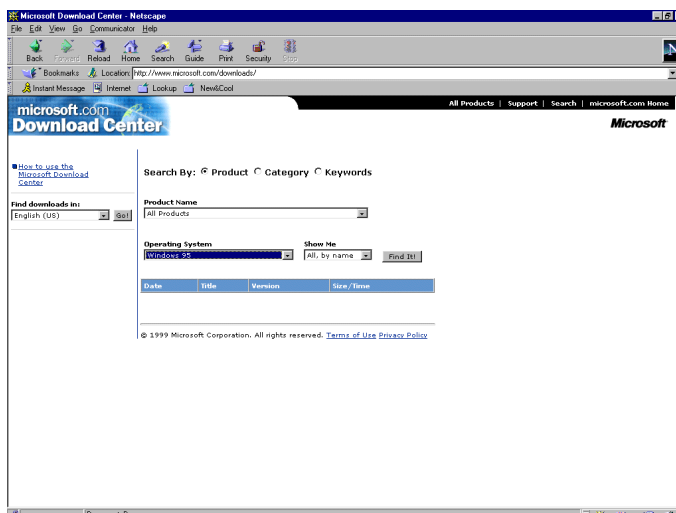 Microsoft Download Center - Netscape
File Edit View Go Communicator Help
Back Forward Reload Home Search Guide Print Security Stop
Bookmarks Location: http://www.microsoft.com/downloads/
Instant Message Internet Lookup New&Cool
All Products | Support | Search | microsoft.com Home
microsoft.com
Download Center
Microsoft
How to use the
Microsoft Download
Center
Search By: Product Category Keywords
Find downloads in:
English (US) Go!
Product Name
All Products
Operating System Show Me
Windows 95 All, by name Find It!
Date Title Version Size/Time
© 1999 Microsoft Corporation. All rights reserved. Terms of Use Privacy Policy